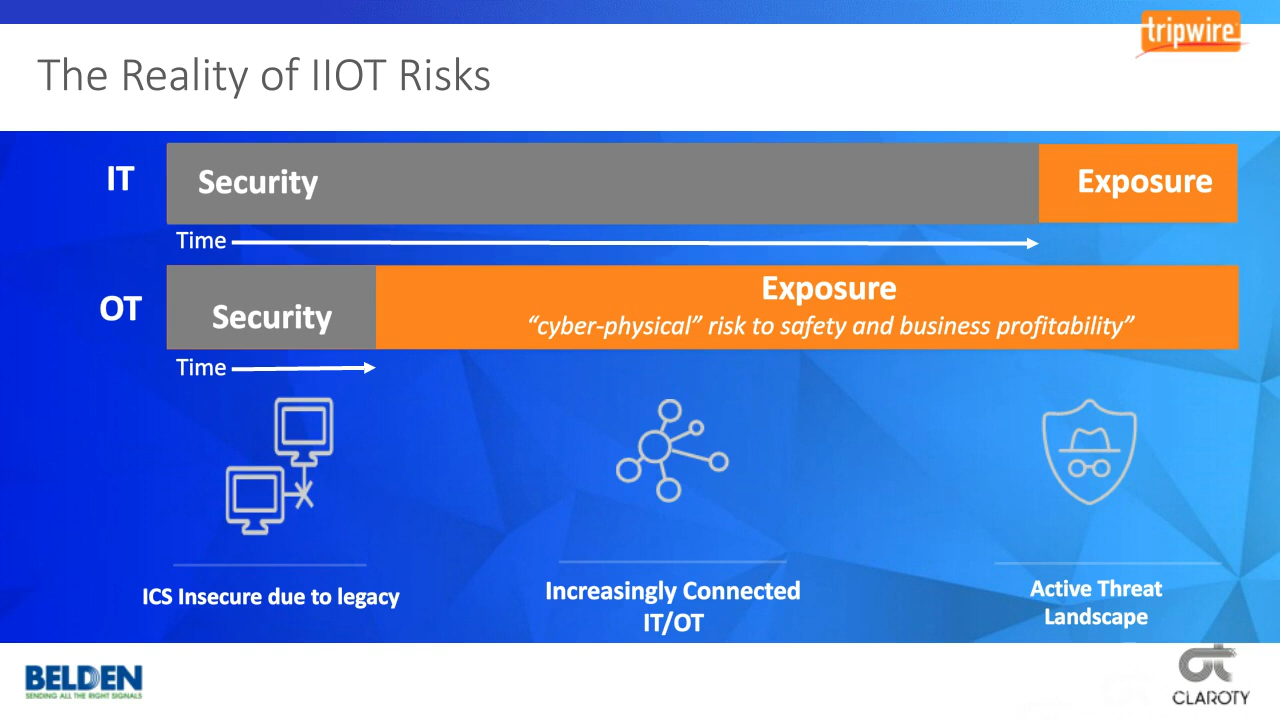 tripwire
The Reality of IIOT Risks
IT
Security
Exposure
Time
OT
Security
Exposure
“cyber-physical” risk to safety and business profitability”
Time
ICS Insecure due to legacy
Increasingly Connected
IT/OT
Active Threat
Landscape
BELDEN
SENDING ALL THE RIGHT SIGNALS
CLAROTY